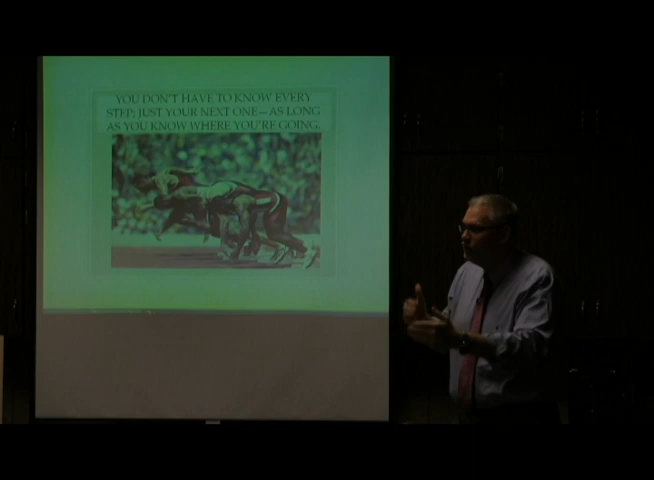 YOU DON'T HAVE TO KNOW EVERY
STEP; JUST YOUR NEXT ONE – AS LONG
AS YOU KNOW WHERE YOU'RE GOING.